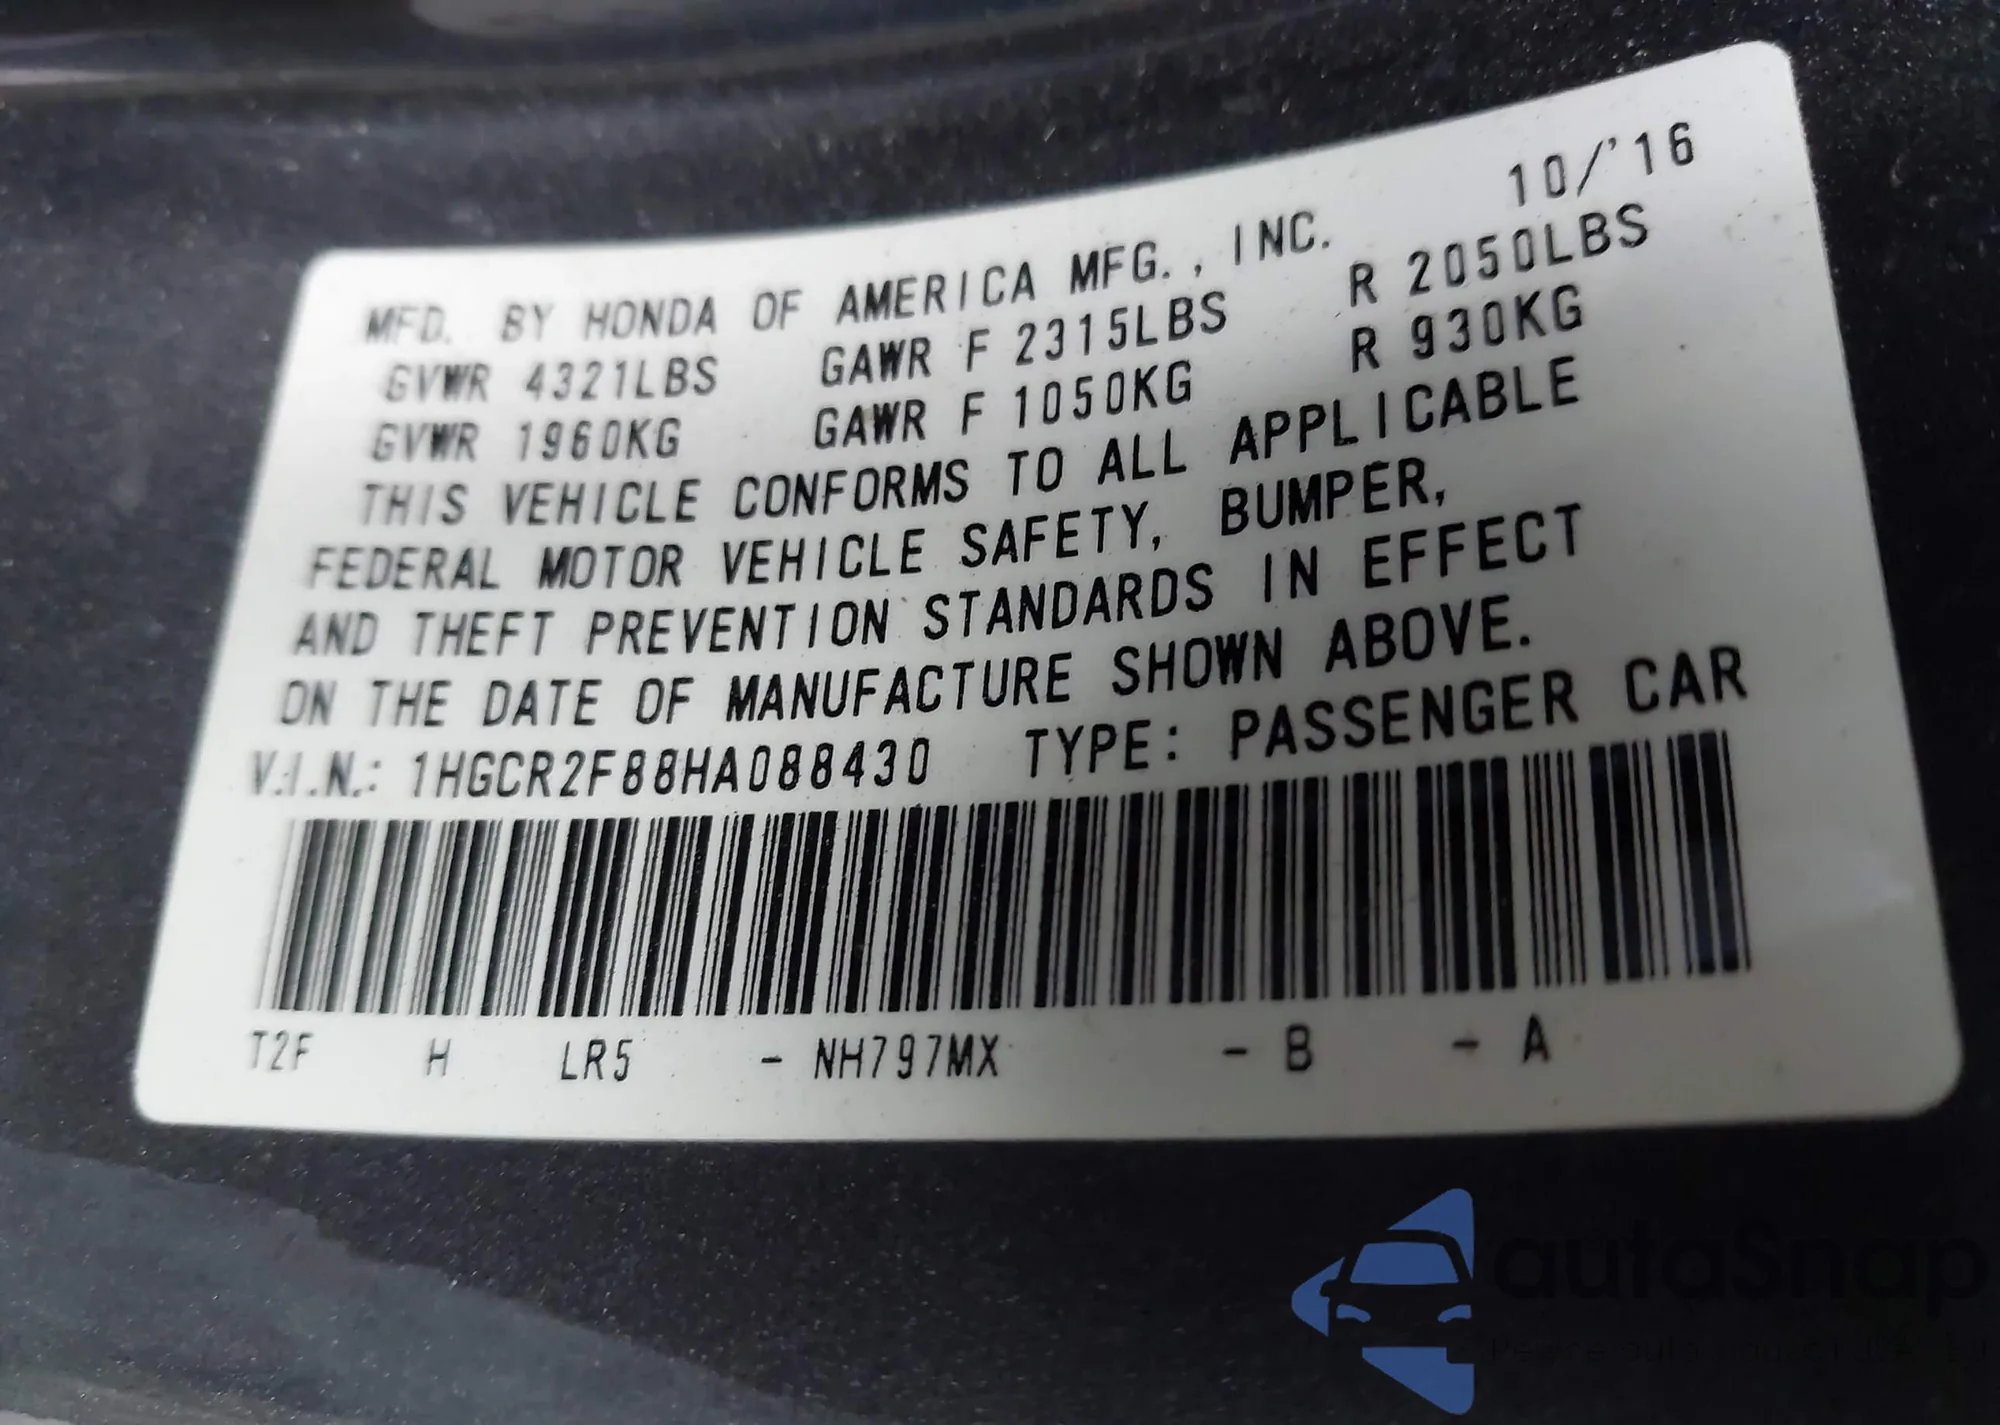 10/'16
MFD. BY HONDA OF AMERICA MFG., INC.
GVWR 4321LBS GAWR F 2315LBS R 2050LBS
GVWR 1960KG GAWR F 1050KG R 930KG
THIS VEHICLE CONFORMS TO ALL APPLICABLE
FEDERAL MOTOR VEHICLE SAFETY, BUMPER,
AND THEFT PREVENTION STANDARDS IN EFFECT
ON THE DATE OF MANUFACTURE SHOWN ABOVE.
V.I.N.: 1HGCR2F88HA088430 TYPE: PASSENGER CAR
T2F H LR5 - NH797MX - B - A
autoSnap